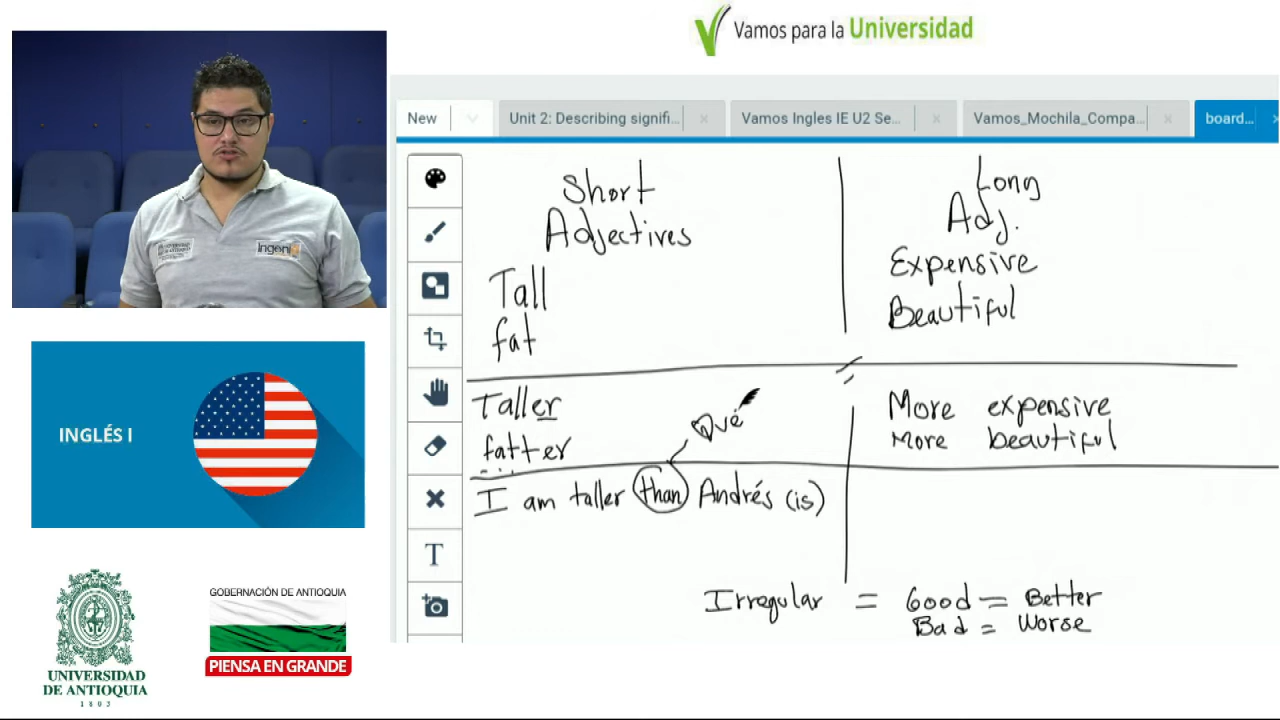 Vamos para la Universidad
New
Unit 2: Describing signifi...
Vamos Ingles IE U2 Se...
Vamos_Mochila_Compa...
board...
Short
Adjectives
Tall
fat
Long
Adj.
Expensive
Beautiful
Taller
fatter
Qué
More expensive
More beautiful
I am taller than Andrés (is)
Irregular = Good = Better
Bad = Worse
T
Ingeni@
INGLÉS I
UNIVERSIDAD
DE ANTIOQUIA
1803
GOBERNACIÓN DE ANTIOQUIA
PIENSA EN GRANDE